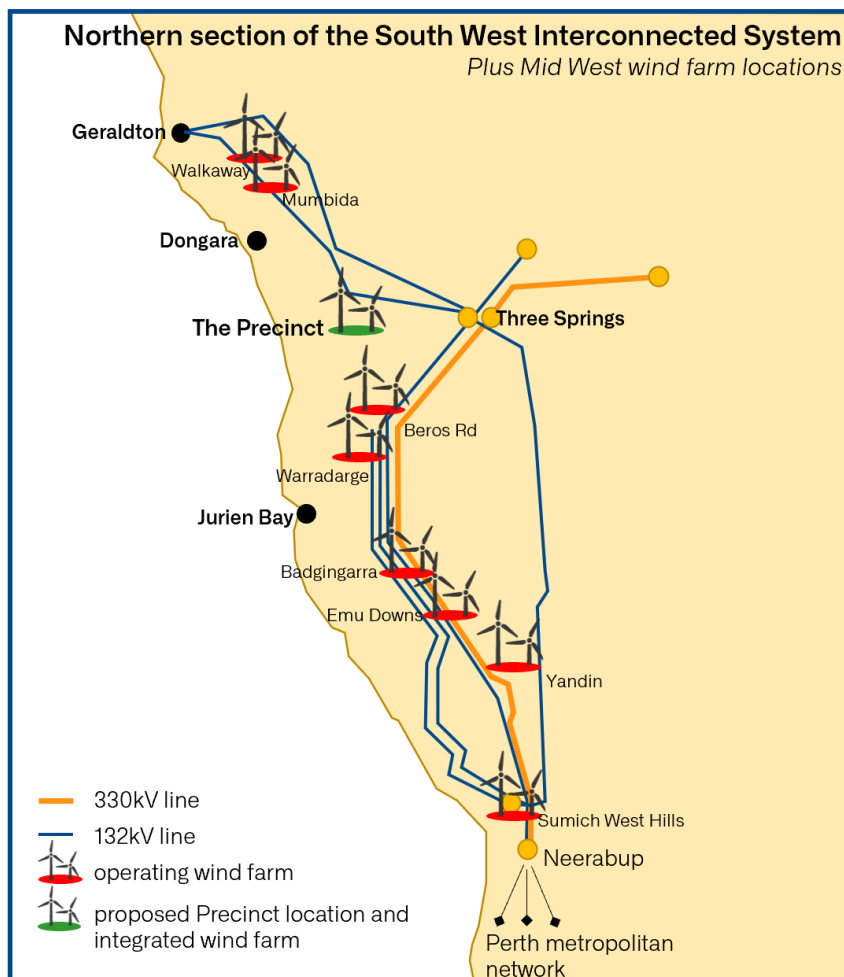 Northern section of the South West Interconnected System
Plus Mid West wind farm locations
Geraldton
Walkaway
Mumbida
Dongara
The Precinct
Three Springs
Beros Rd
Warradarge
Jurien Bay
Badgingarra
Emu Downs
Yandin
330kV line
132kV line
Sumich West Hills
Neerabup
operating wind farm
proposed Precinct location and
integrated wind farm
Perth metropolitan
network